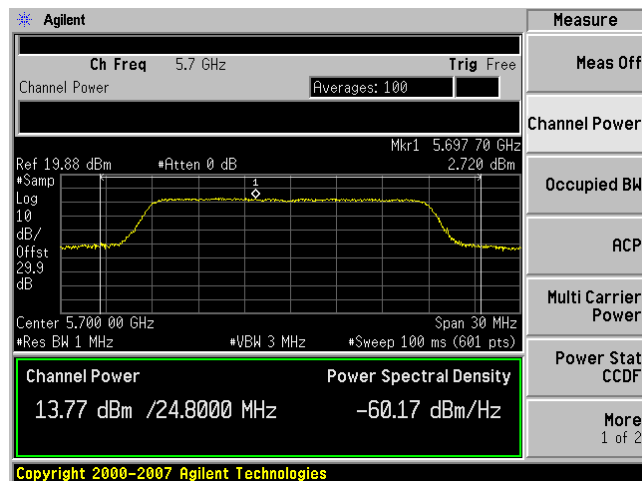 Agilent
Measure
Ch Freq 5.7 GHz Trig Free
Channel Power Averages: 100
Mkr1 5.697 70 GHz
Ref 19.88 dBm #Atten 0 dB 2.720 dBm
#Samp
Log
10
dB/
Offst
29.9
dB
1
Center 5.700 00 GHz Span 30 MHz
#Res BW 1 MHz #VBW 3 MHz #Sweep 100 ms (601 pts)
Channel Power Power Spectral Density
13.77 dBm /24.8000 MHz -60.17 dBm/Hz
Meas Off
Channel Power
Occupied BW
ACP
Multi Carrier
Power
Power Stat
CCDF
More
1 of 2
Copyright 2000-2007 Agilent Technologies